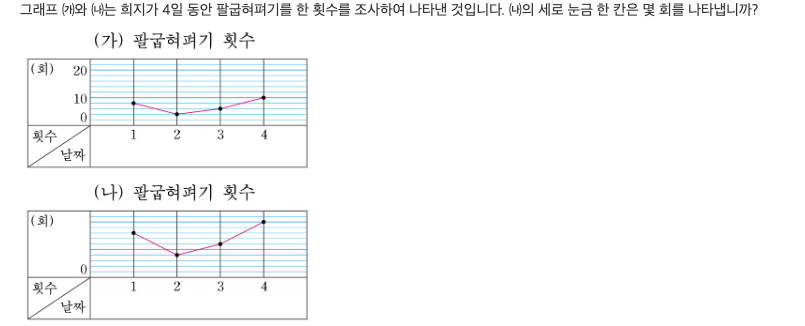 그래프 ㈎와 ㈏는 희지가 4일 동안 팔굽혀펴기를 한 횟수를 조사하여 나타낸 것입니다. ㈏의 세로 눈금 한 칸은 몇 회를 나타냅니까?
(가) 팔굽혀펴기 횟수
(회) 20
10
0
횟수 1 2 3 4
날짜
(나) 팔굽혀펴기 횟수
(회)
0
횟수 1 2 3 4
날짜